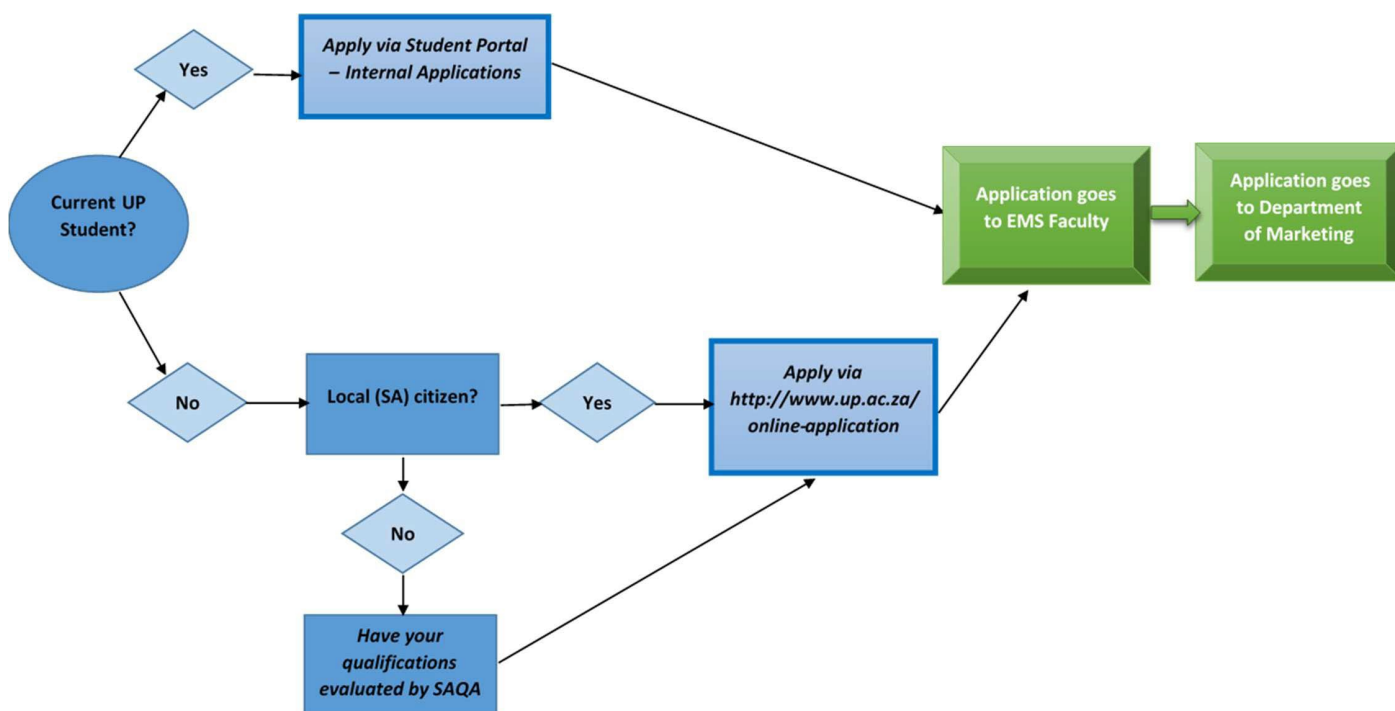 Yes
Apply via Student Portal
– Internal Applications
Current UP
Student?
Application goes
to EMS Faculty
Application goes
to Department
of Marketing
No
Local (SA) citizen?
Yes
Apply via
http://www.up.ac.za/
online-application
No
Have your
qualifications
evaluated by SAQA